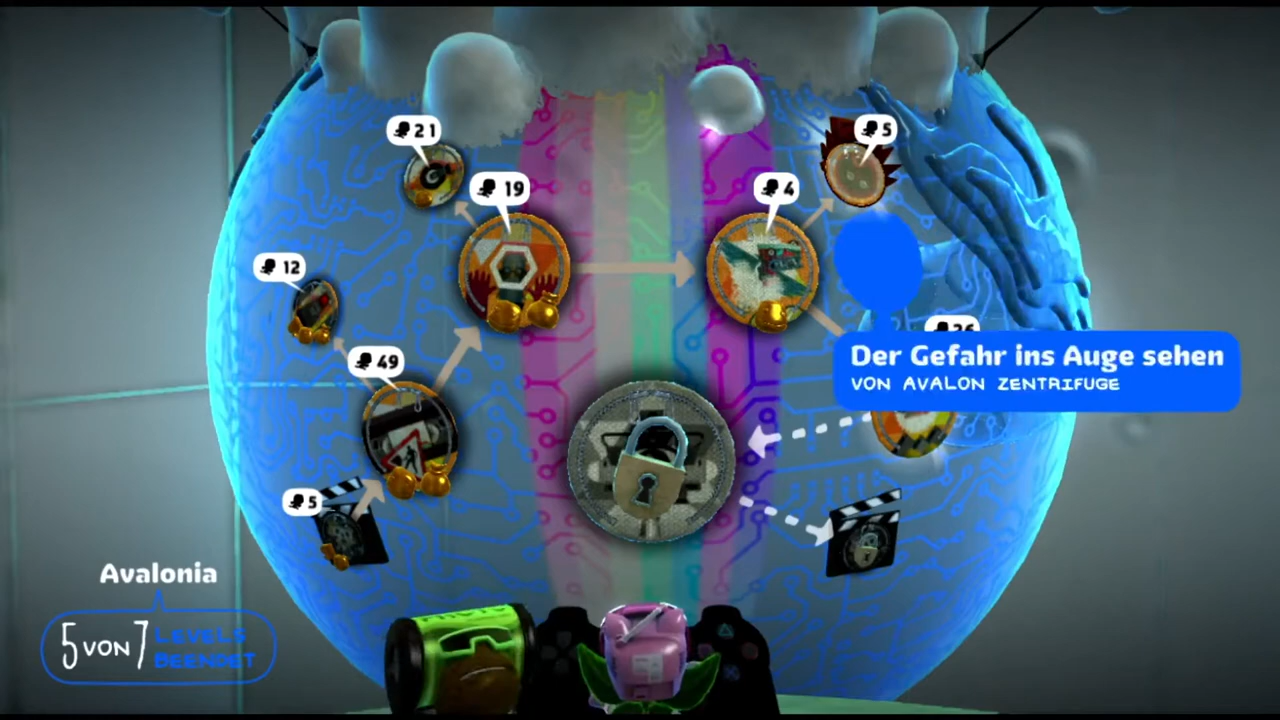 21
5
19
4
12
26
Der Gefahr ins Auge sehen
VON AVALON ZENTRIFUGE
49
5
Avalonia
5 VON 7 LEVELS
BEENDET